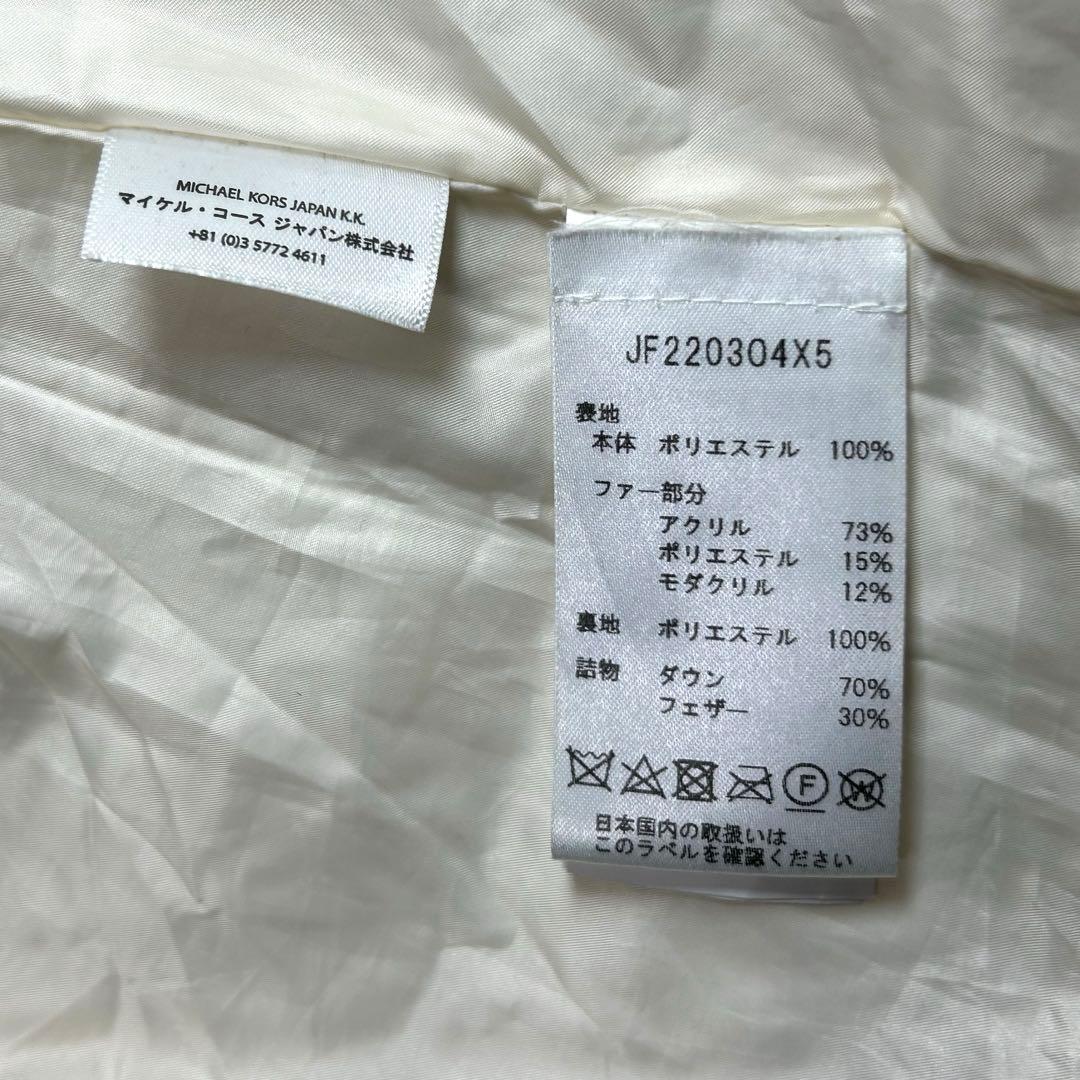 MICHAEL KORS JAPAN K.K.
マイケル・コース ジャパン株式会社
+81 (0)3 5772 4611
JF220304X5
表地
本体 ポリエステル 100%
ファー部分
アクリル 73%
ポリエステル 15%
モダクリル 12%
裏地 ポリエステル 100%
詰物 ダウン 70%
フェザー 30%
F W
日本国内の取扱いは
このラベルを確認ください